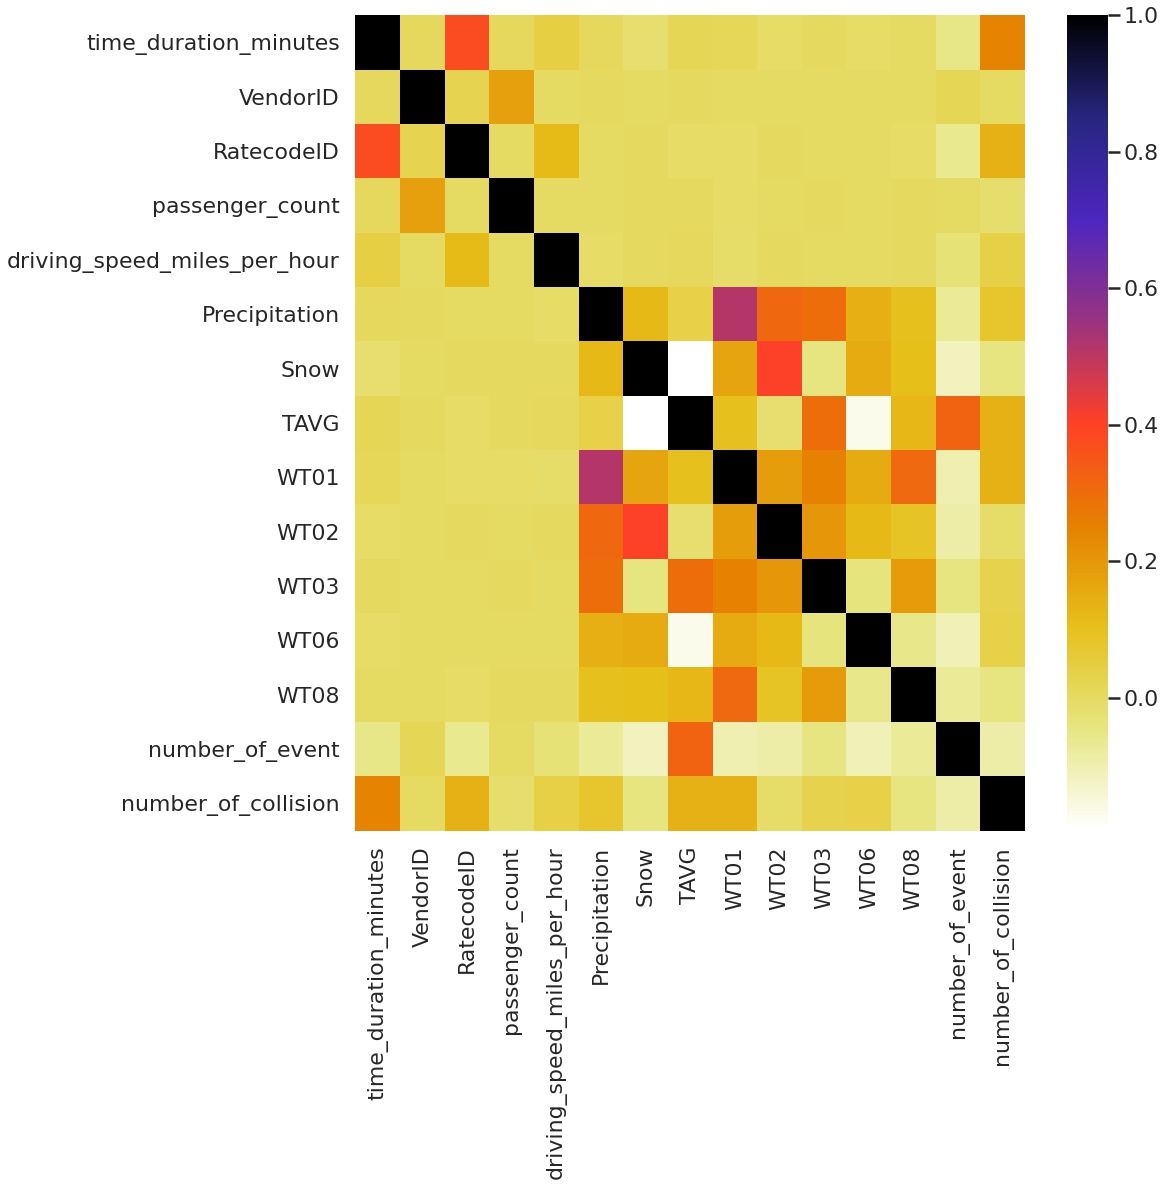 time_duration_minutes
VendorID
RatecodeID
passenger_count
driving_speed_miles_per_hour
Precipitation
Snow
TAVG
WT01
WT02
WT03
WT06
WT08
number_of_event
number_of_collision
1.0
0.8
0.6
0.4
0.2
0.0
time_duration_minutes
VendorID
RatecodeID
passenger_count
driving_speed_miles_per_hour
Precipitation
Snow
TAVG
WT01
WT02
WT03
WT06
WT08
number_of_event
number_of_collision